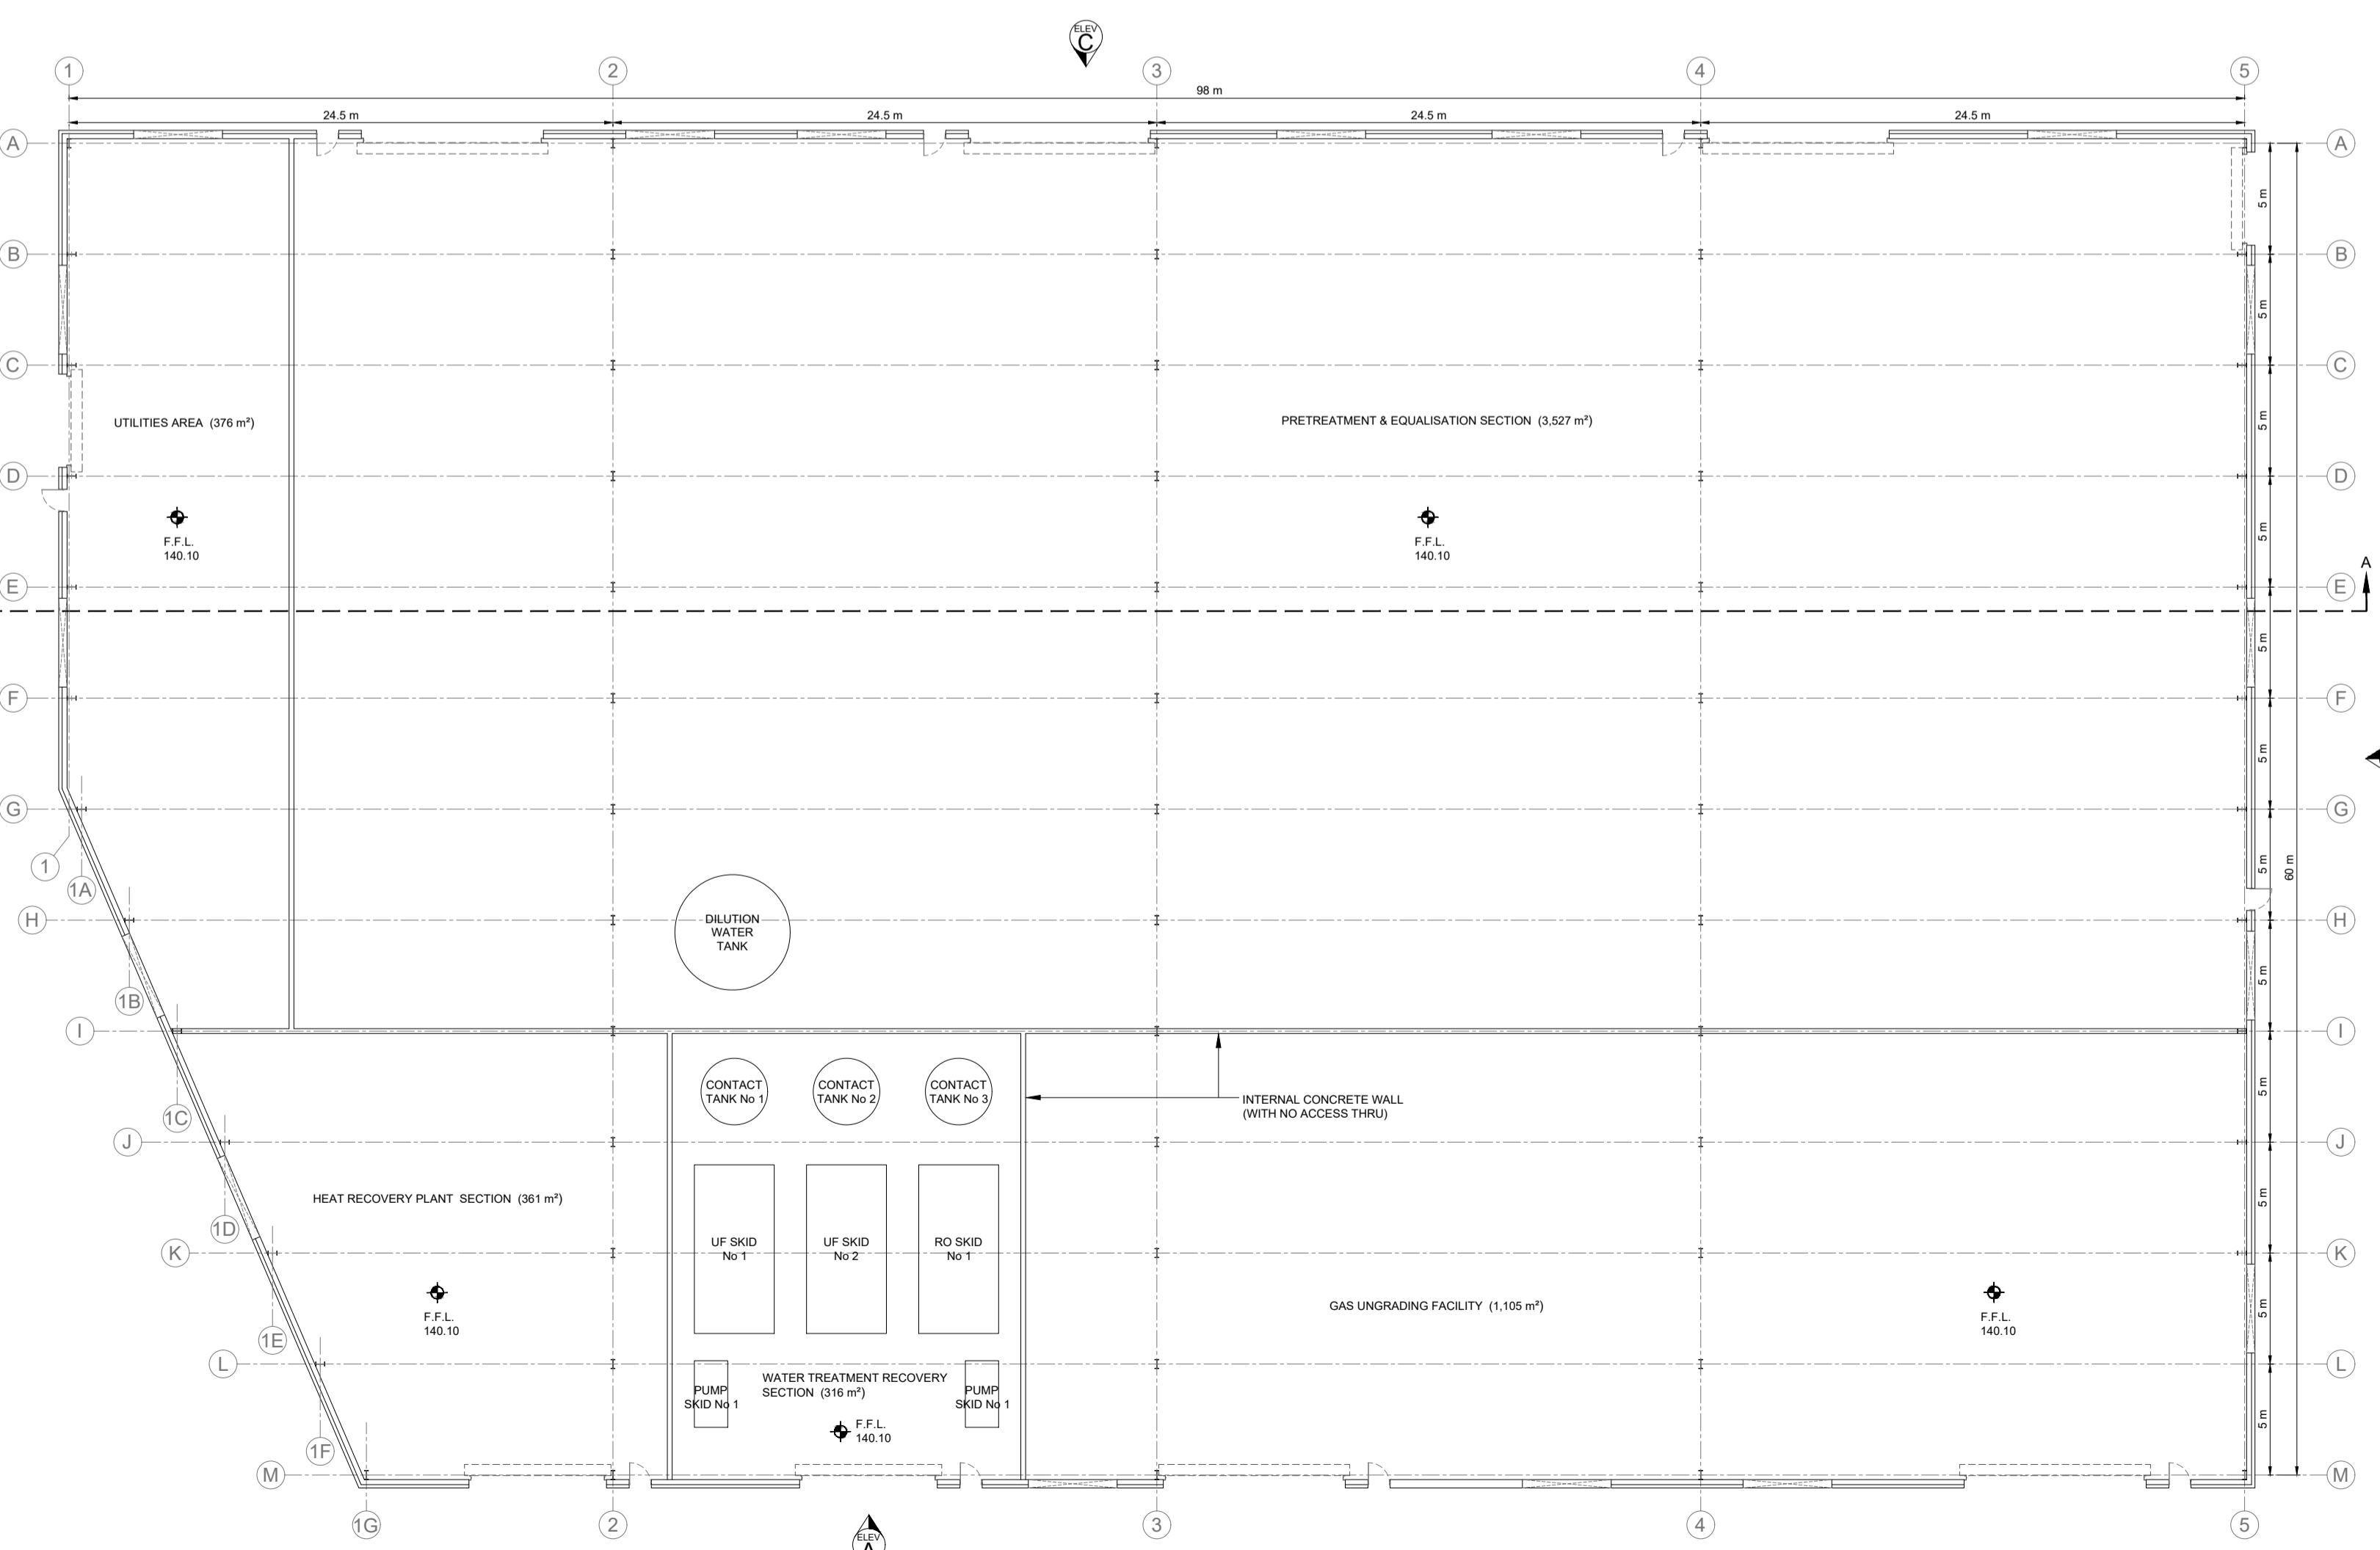 ELEV
C
1
2
3
4
5
98 m
24.5 m
24.5 m
24.5 m
24.5 m
A
A
5 m
B
B
5 m
C
C
5 m
UTILITIES AREA (376 m²)
PRETREATMENT & EQUALISATION SECTION (3,527 m²)
D
D
5 m
F.F.L.
140.10
F.F.L.
140.10
A
E
E
5 m
F
F
5 m
G
G
5 m
60 m
1
1A
H
DILUTION
WATER
TANK
H
5 m
1B
I
I
5 m
CONTACT
TANK No 1
CONTACT
TANK No 2
CONTACT
TANK No 3
INTERNAL CONCRETE WALL
(WITH NO ACCESS THRU)
1C
J
J
5 m
HEAT RECOVERY PLANT SECTION (361 m²)
1D
UF SKID
No 1
UF SKID
No 2
RO SKID
No 1
K
K
5 m
GAS UNGRADING FACILITY (1,105 m²)
F.F.L.
140.10
F.F.L.
140.10
1E
L
L
5 m
WATER TREATMENT RECOVERY
SECTION (316 m²)
PUMP
SKID No 1
PUMP
SKID No 1
F.F.L.
140.10
1F
M
M
1G
2
3
4
5
ELEV
A